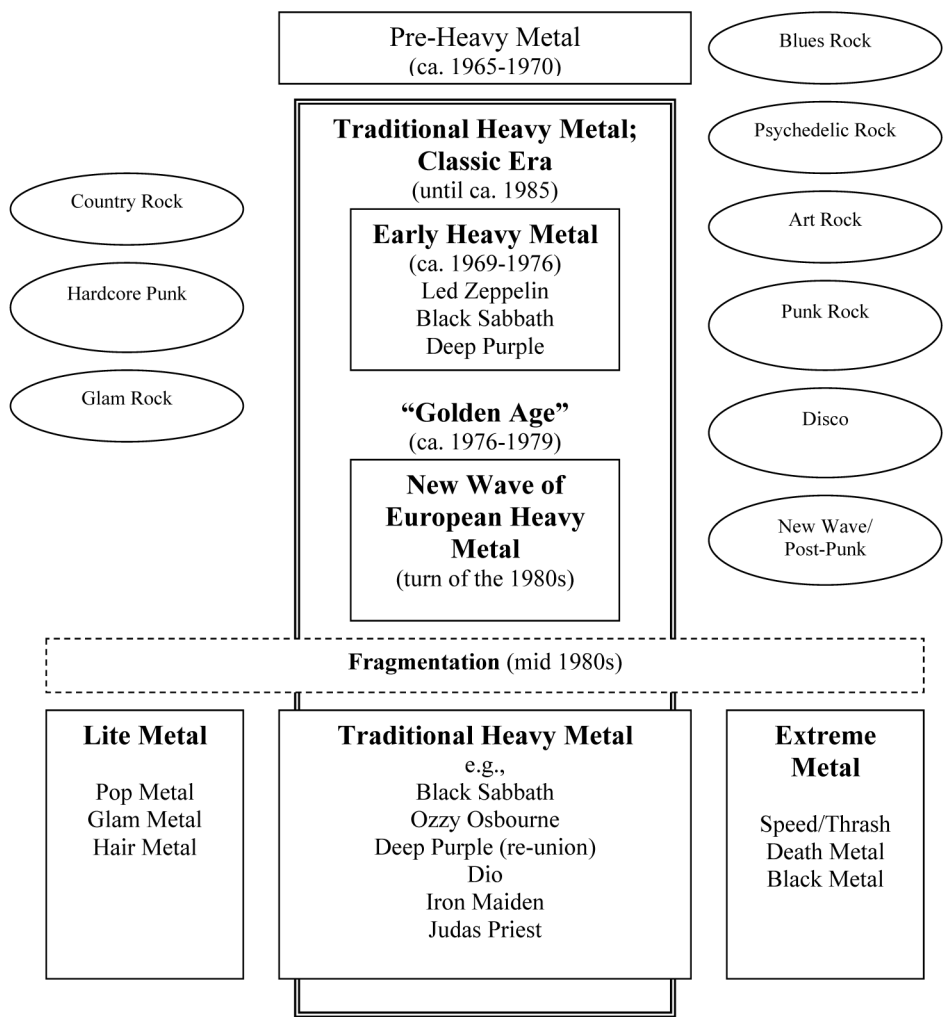 Pre-Heavy Metal
(ca. 1965-1970)
Blues Rock
Psychedelic Rock
Art Rock
Punk Rock
Disco
New Wave/
Post-Punk
Country Rock
Hardcore Punk
Glam Rock
Traditional Heavy Metal;
Classic Era
(until ca. 1985)
Early Heavy Metal
(ca. 1969-1976)
Led Zeppelin
Black Sabbath
Deep Purple
“Golden Age”
(ca. 1976-1979)
New Wave of
European Heavy
Metal
(turn of the 1980s)
Fragmentation (mid 1980s)
Lite Metal
Pop Metal
Glam Metal
Hair Metal
Traditional Heavy Metal
e.g.,
Black Sabbath
Ozzy Osbourne
Deep Purple (re-union)
Dio
Iron Maiden
Judas Priest
Extreme
Metal
Speed/Thrash
Death Metal
Black Metal